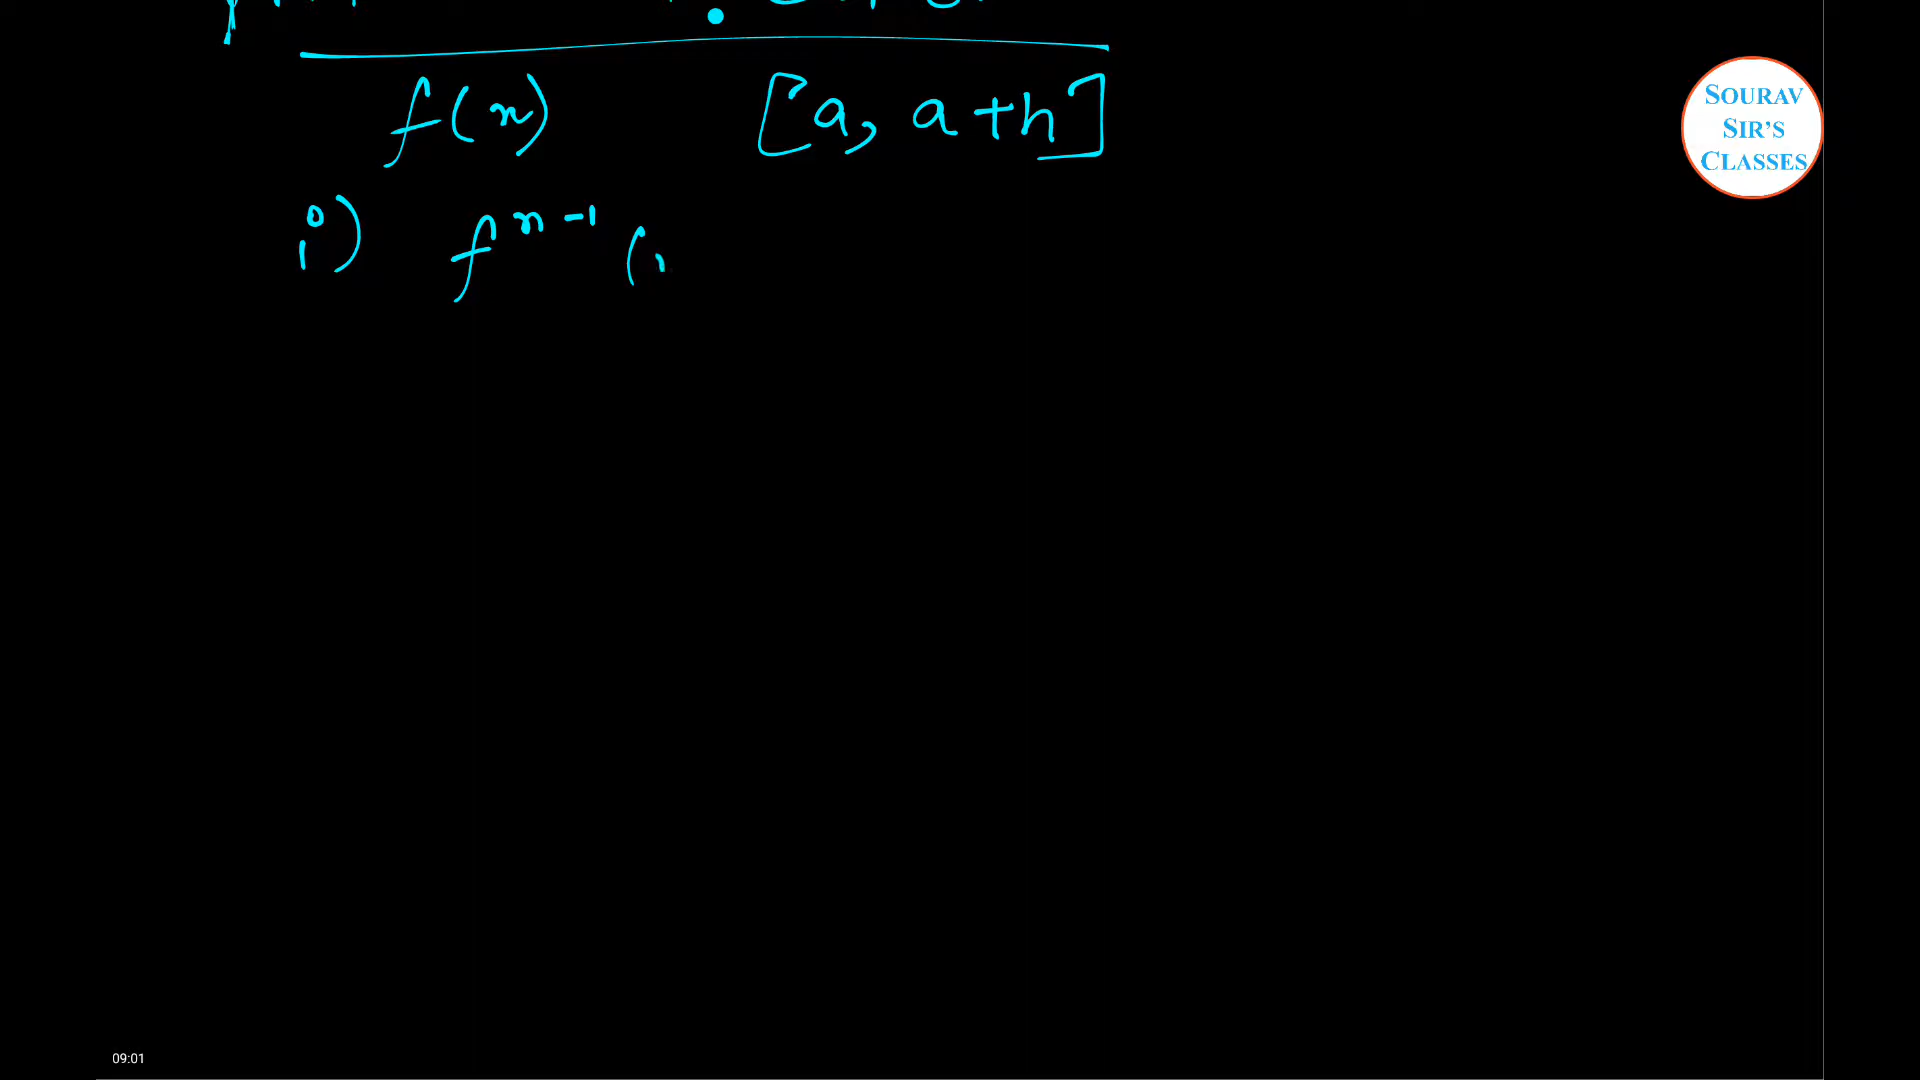 f(x) [a, a+h]
i) f^{n-1} (
SOURAV
SIR'S
CLASSES
09:01